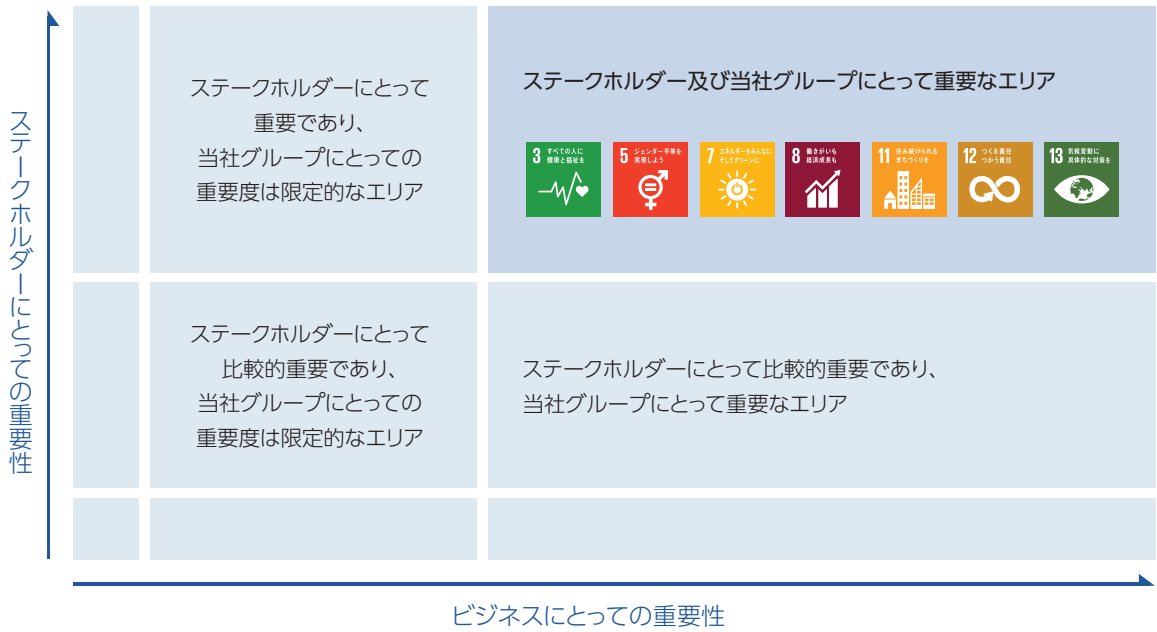 ステークホルダーにとっての重要性
ステークホルダーにとって
重要であり、
当社グループにとっての
重要度は限定的なエリア
ステークホルダー及び当社グループにとって重要なエリア
3 すべての人に
健康と福祉を
5 ジェンダー平等を
実現しよう
7 エネルギーをみんなに
そしてクリーンに
8 働きがいも
経済成長も
11 住み続けられる
まちづくりを
12 つくる責任
つかう責任
13 気候変動に
具体的な対策を
ステークホルダーにとって
比較的重要であり、
当社グループにとっての
重要度は限定的なエリア
ステークホルダーにとって比較的重要であり、
当社グループにとって重要なエリア
ビジネスにとっての重要性